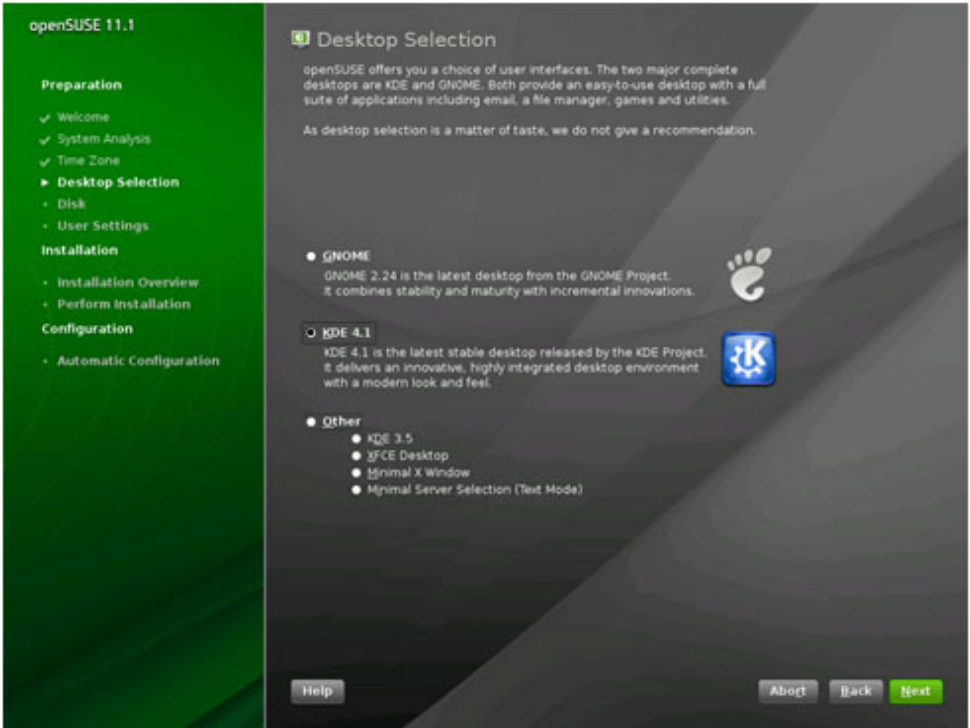 openSUSE 11.1
Preparation
Welcome
System Analysis
Time Zone
Desktop Selection
Disk
User Settings
Installation
Installation Overview
Perform Installation
Configuration
Automatic Configuration
Desktop Selection
openSUSE offers you a choice of user interfaces. The two major complete
desktops are KDE and GNOME. Both provide an easy-to-use desktop with a full
suite of applications including email, a file manager, games and utilities.
As desktop selection is a matter of taste, we do not give a recommendation.
GNOME
GNOME 2.24 is the latest desktop from the GNOME Project.
It combines stability and maturity with incremental innovations.
KDE 4.1
KDE 4.1 is the latest stable desktop released by the KDE Project.
It delivers an innovative, highly integrated desktop environment
with a modern look and feel.
Other
KDE 3.5
XFCE Desktop
Minimal X Window
Minimal Server Selection (Text Mode)
Help
Abort
Back
Next